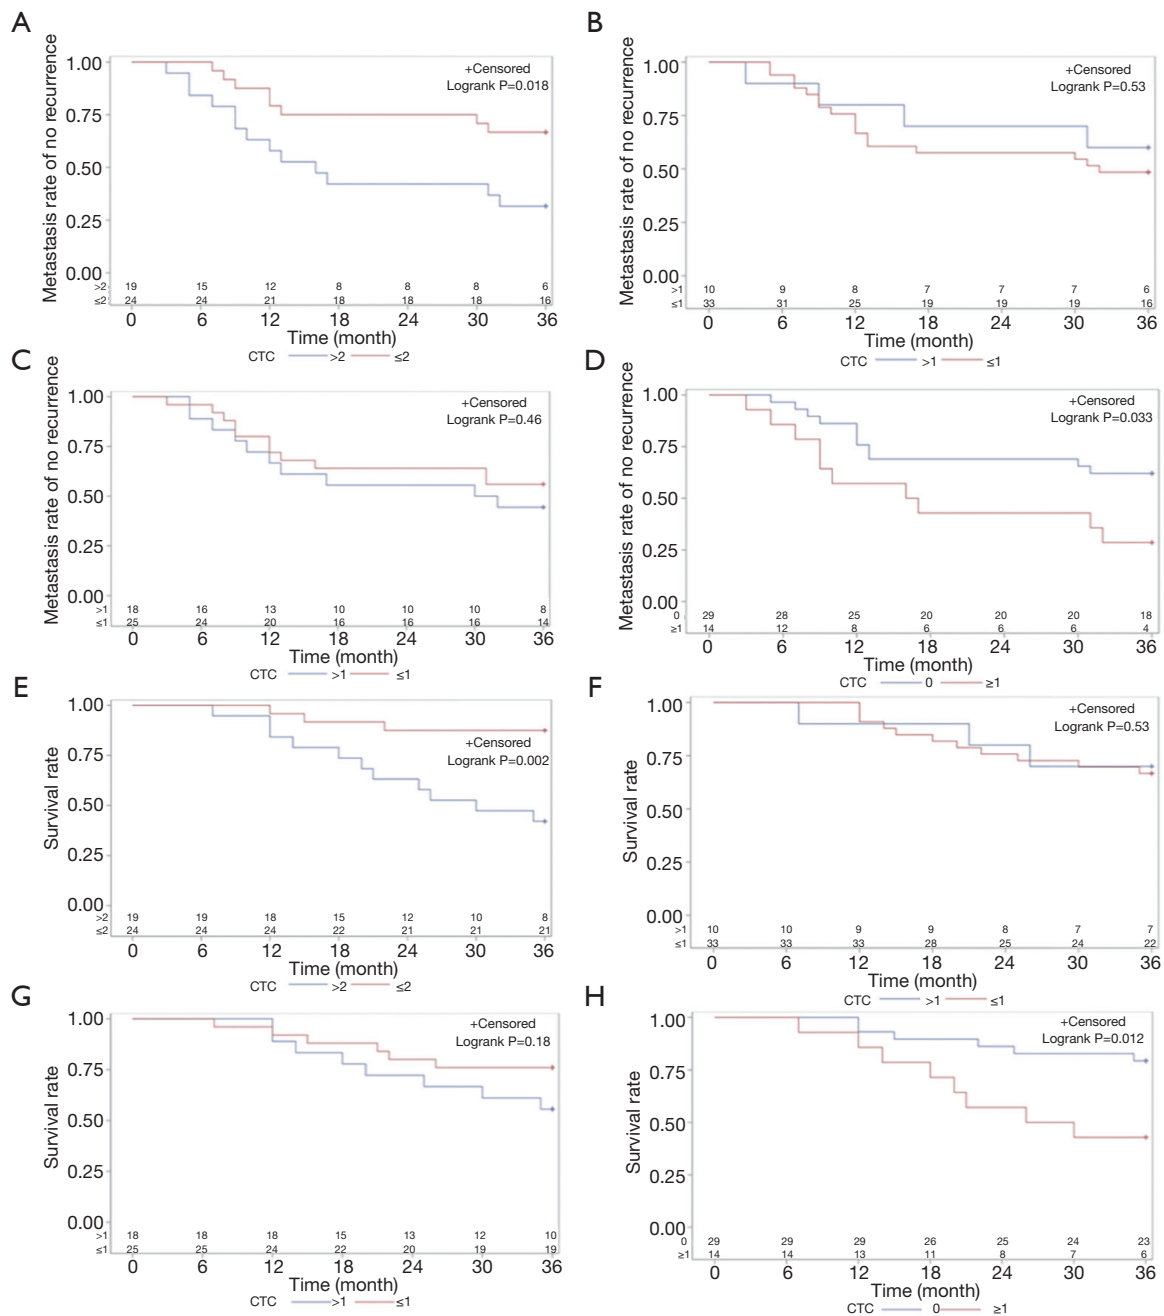 A
Metastasis rate of no recurrence
1.00
0.75
0.50
0.25
0.00
+Censored
Logrank P=0.018
>2 19 15 12 8 8 8 6
≤2 24 24 21 18 18 18 16
0 6 12 18 24 30 36
Time (month)
CTC >2 ≤2
B
Metastasis rate of no recurrence
1.00
0.75
0.50
0.25
0.00
+Censored
Logrank P=0.53
>1 10 9 8 7 7 7 6
≤1 33 31 25 19 19 19 16
0 6 12 18 24 30 36
Time (month)
CTC >1 ≤1
C
Metastasis rate of no recurrence
1.00
0.75
0.50
0.25
0.00
+Censored
Logrank P=0.46
>1 18 16 13 10 10 10 8
≤1 25 24 20 16 16 16 14
0 6 12 18 24 30 36
Time (month)
CTC >1 ≤1
D
Metastasis rate of no recurrence
1.00
0.75
0.50
0.25
0.00
+Censored
Logrank P=0.033
0 29 28 25 20 20 20 18
≥1 14 12 8 6 6 6 4
0 6 12 18 24 30 36
Time (month)
CTC 0 ≥1
E
Survival rate
1.00
0.75
0.50
0.25
0.00
+Censored
Logrank P=0.002
>2 19 19 18 15 12 10 8
≤2 24 24 24 22 21 21 21
0 6 12 18 24 30 36
Time (month)
CTC >2 ≤2
F
Survival rate
1.00
0.75
0.50
0.25
0.00
+Censored
Logrank P=0.53
>1 10 10 9 9 8 7 7
≤1 33 33 33 28 25 24 22
0 6 12 18 24 30 36
Time (month)
CTC >1 ≤1
G
Survival rate
1.00
0.75
0.50
0.25
0.00
+Censored
Logrank P=0.18
>1 18 18 18 15 13 12 10
≤1 25 25 24 22 20 19 19
0 6 12 18 24 30 36
Time (month)
CTC >1 ≤1
H
Survival rate
1.00
0.75
0.50
0.25
0.00
+Censored
Logrank P=0.012
0 29 29 29 26 25 24 23
≥1 14 14 13 11 8 7 6
0 6 12 18 24 30 36
Time (month)
CTC 0 ≥1